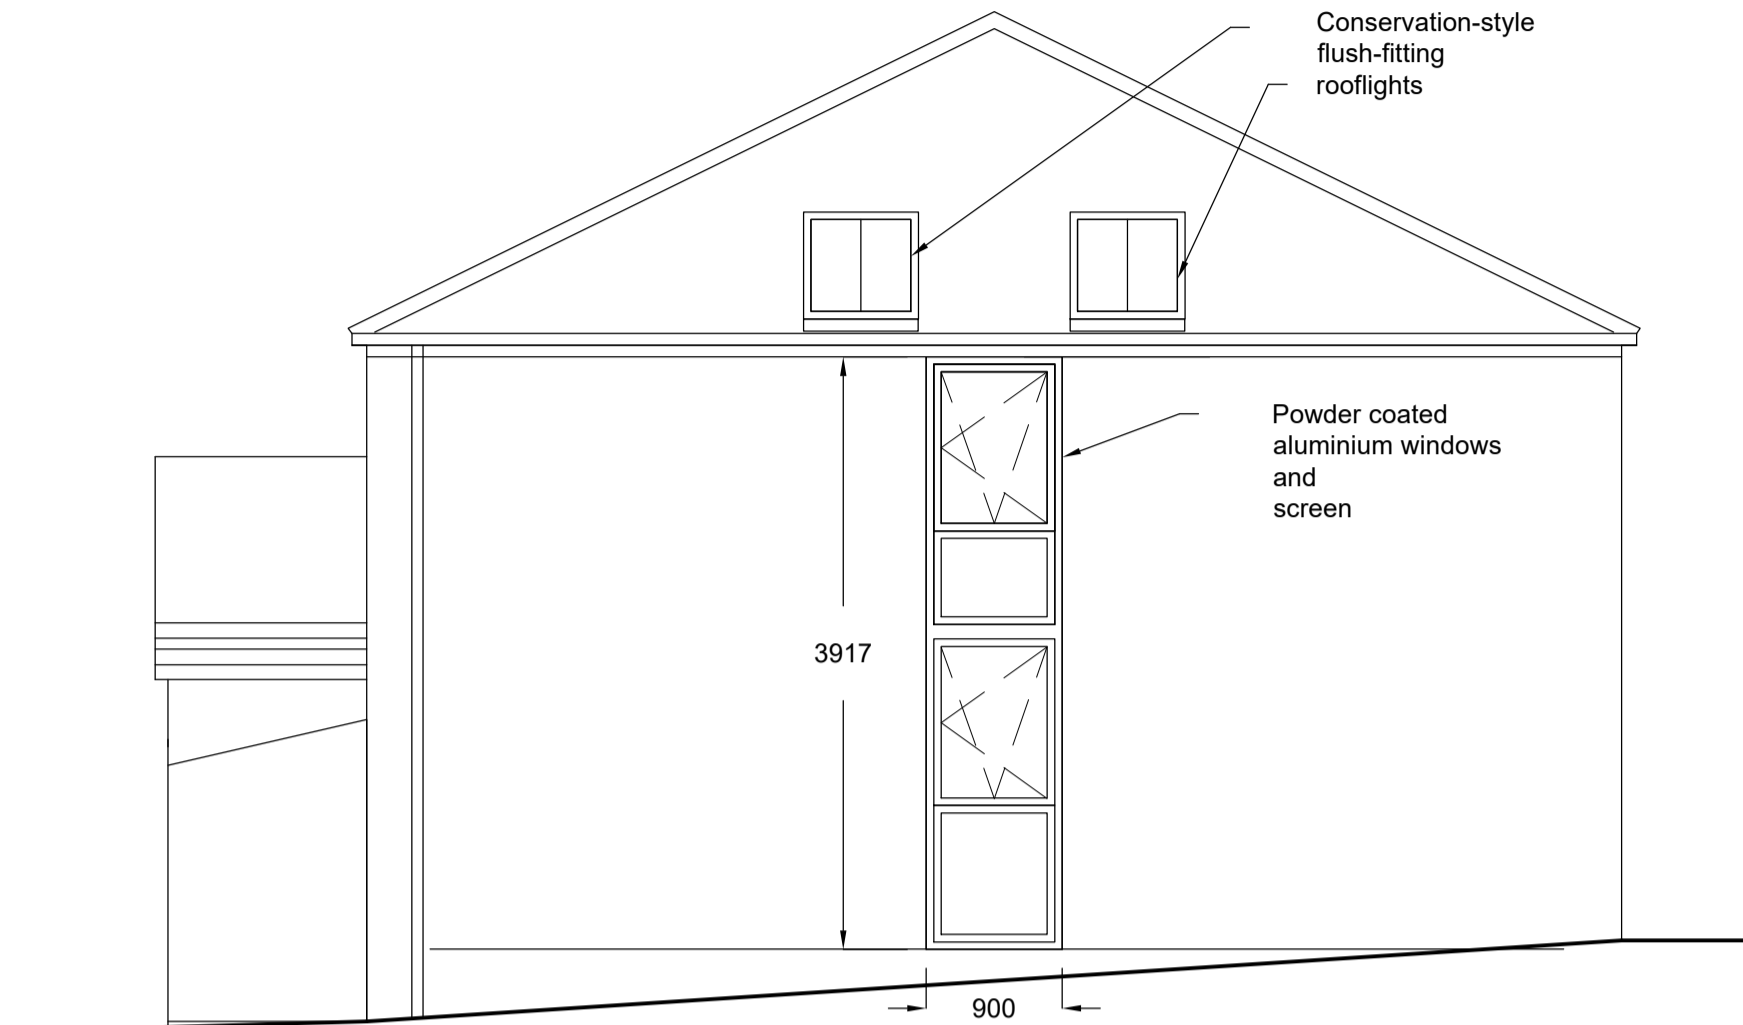 Conservation-style
flush-fitting
rooflights
Powder coated
aluminium windows
and
screen
3917
900